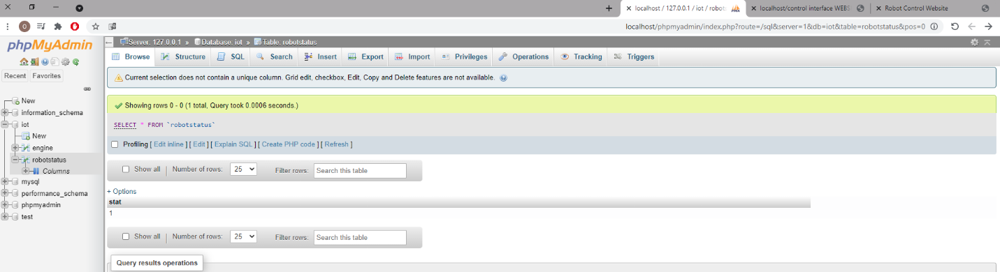 localhost / 127.0.0.1 / iot / robot
localhost/control interface WEBS
Robot Control Website
O
localhost/phpmyadmin/index.php?route=/sql&server=1&db=iot&table=robotstatus&pos=0
phpMyAdmin
Recent Favorites
New
information_schema
iot
New
engine
robotstatus
Columns
mysql
performance_schema
phpmyadmin
test
Server: 127.0.0.1 » Database: iot » Table: robotstatus
Browse Structure SQL Search Insert Export Import Privileges Operations Tracking Triggers
Current selection does not contain a unique column. Grid edit, checkbox, Edit, Copy and Delete features are not available.
Showing rows 0 - 0 (1 total, Query took 0.0006 seconds.)
SELECT * FROM `robotstatus`
Profiling [ Edit inline ] [ Edit ] [ Explain SQL ] [ Create PHP code ] [ Refresh ]
Show all | Number of rows: 25 Filter rows: Search this table
+ Options
stat
1
Show all | Number of rows: 25 Filter rows: Search this table
Query results operations